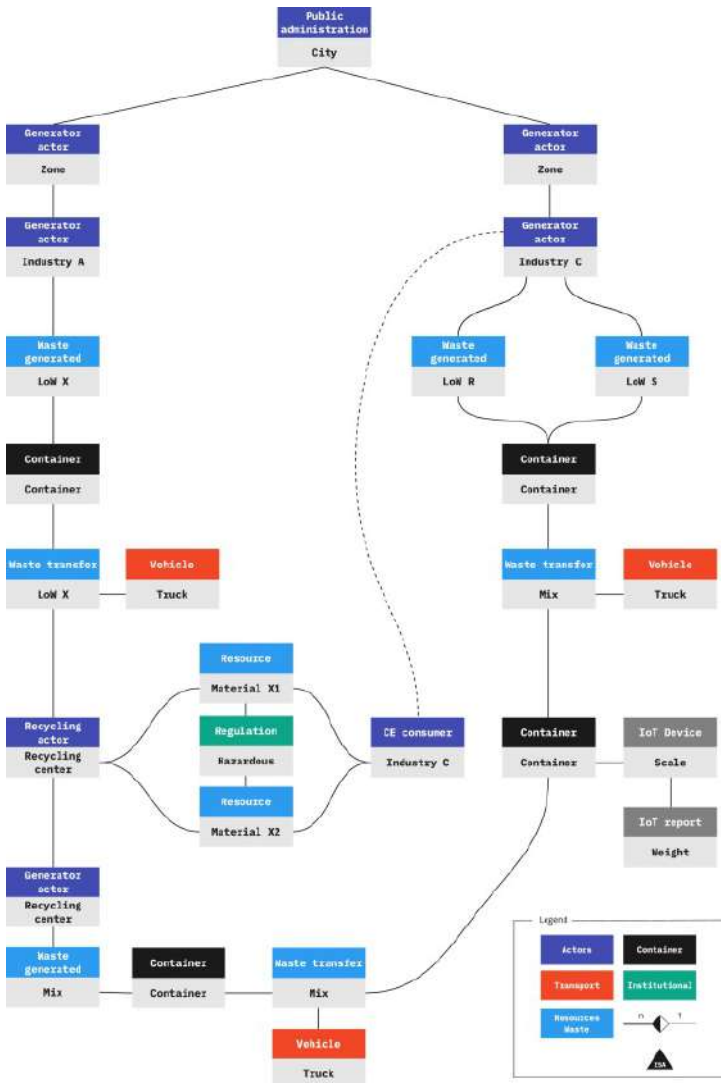 Public
administration
City
Generator
actor
Zone
Generator
actor
Zone
Generator
actor
Industry A
Generator
actor
Industry C
Waste
generated
LoW X
Waste
generated
LoW R
Waste
generated
LoW S
Container
Container
Container
Container
Waste transfer
LoW X
Vehicle
Truck
Waste transfer
Mix
Vehicle
Truck
Resource
Material X1
Regulation
Hazardous
Resource
Material X2
Recycling
actor
Recycling
center
CE consumer
Industry C
Container
Container
IoT Device
Scale
IoT report
Weight
Generator
actor
Recycling
center
Waste
generated
Mix
Container
Container
Waste transfer
Mix
Vehicle
Truck
Legend
Actors
Container
Transport
Institutional
Resources
Waste
n
1
ISA